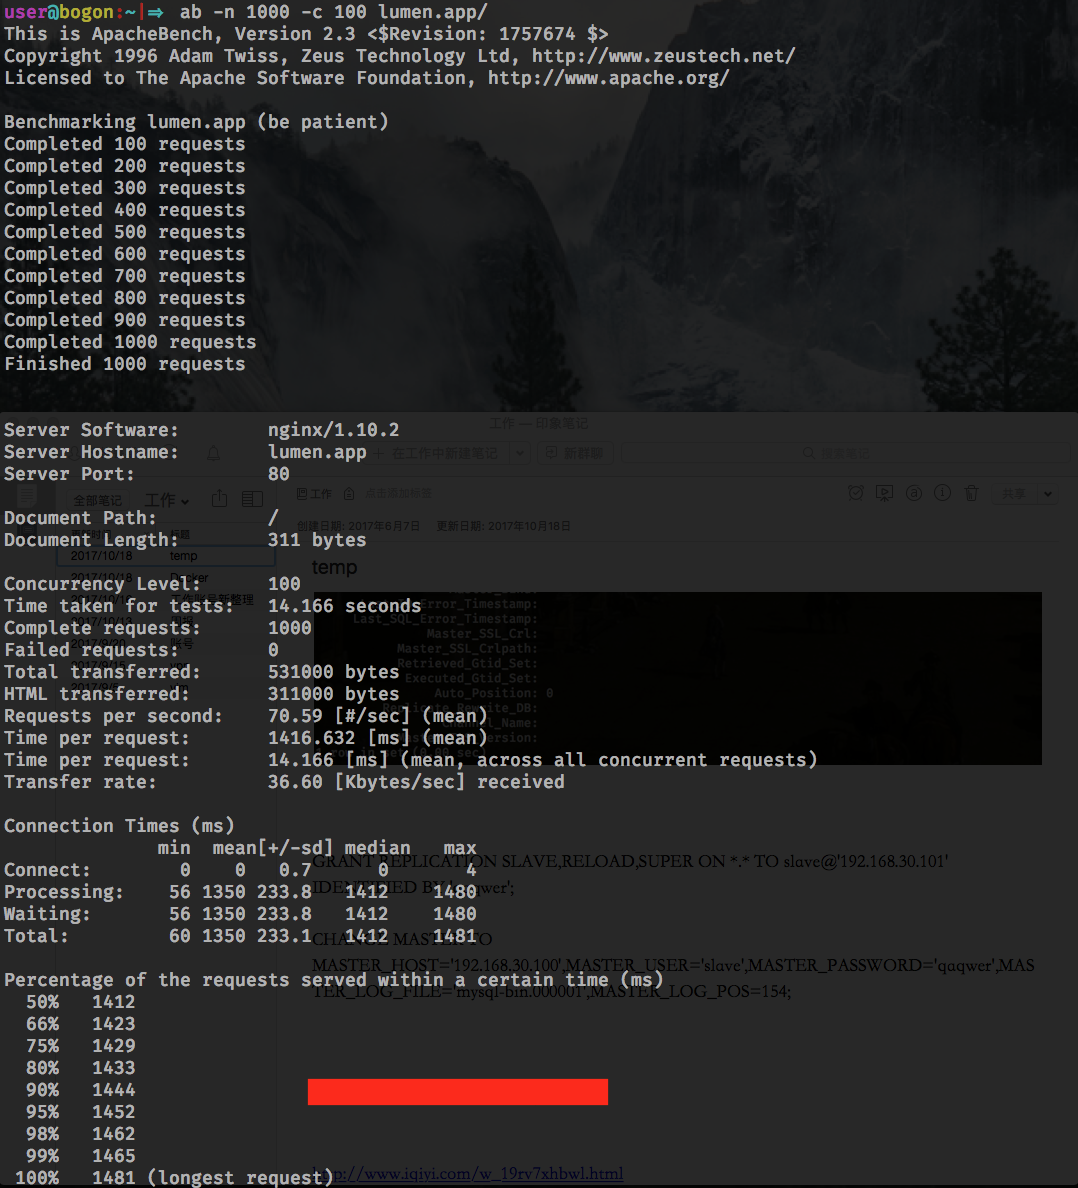 user@bogon:~|⇒ ab -n 1000 -c 100 lumen.app/
This is ApacheBench, Version 2.3 <$Revision: 1757674 $>
Copyright 1996 Adam Twiss, Zeus Technology Ltd, http://www.zeustech.net/
Licensed to The Apache Software Foundation, http://www.apache.org/
Benchmarking lumen.app (be patient)
Completed 100 requests
Completed 200 requests
Completed 300 requests
Completed 400 requests
Completed 500 requests
Completed 600 requests
Completed 700 requests
Completed 800 requests
Completed 900 requests
Completed 1000 requests
Finished 1000 requests
Server Software: nginx/1.10.2
Server Hostname: lumen.app
Server Port: 80
Document Path: /
Document Length: 311 bytes
Concurrency Level: 100
Time taken for tests: 14.166 seconds
Complete requests: 1000
Failed requests: 0
Total transferred: 531000 bytes
HTML transferred: 311000 bytes
Requests per second: 70.59 [#/sec] (mean)
Time per request: 1416.632 [ms] (mean)
Time per request: 14.166 [ms] (mean, across all concurrent requests)
Transfer rate: 36.60 [Kbytes/sec] received
Connection Times (ms)
min mean[+/-sd] median max
Connect: 0 0 0.7 0 4
Processing: 56 1350 233.8 1412 1480
Waiting: 56 1350 233.8 1412 1480
Total: 60 1350 233.1 1412 1481
Percentage of the requests served within a certain time (ms)
50% 1412
66% 1423
75% 1429
80% 1433
90% 1444
95% 1452
98% 1462
99% 1465
100% 1481 (longest request)
工作 — 印象笔记
在工作中新建笔记
新群聊
搜索笔记
全部笔记
工作
工作
点击添加标签
共享
创建日期: 2017年6月7日 更新日期: 2017年10月18日
标题
2017/10/18 temp
2017/10/18 Docker
temp
Last_SQL_Error_Timestamp:
Master_SSL_Crl:
Master_SSL_Crlpath:
Retrieved_Gtid_Set:
Executed_Gtid_Set:
Auto_Position: 0
Replicate_Rewrite_DB:
Channel_Name:
GRANT REPLICATION SLAVE,RELOAD,SUPER ON *.* TO slave@'192.168.30.101'
IDENTIFIED BY 'qaqwer';
CHANGE MASTER TO
MASTER_HOST='192.168.30.100',MASTER_USER='slave',MASTER_PASSWORD='qaqwer',MAS
TER_LOG_FILE='mysql-bin.000001',MASTER_LOG_POS=154;
http://www.iqiyi.com/w_19rv7xhbwl.html